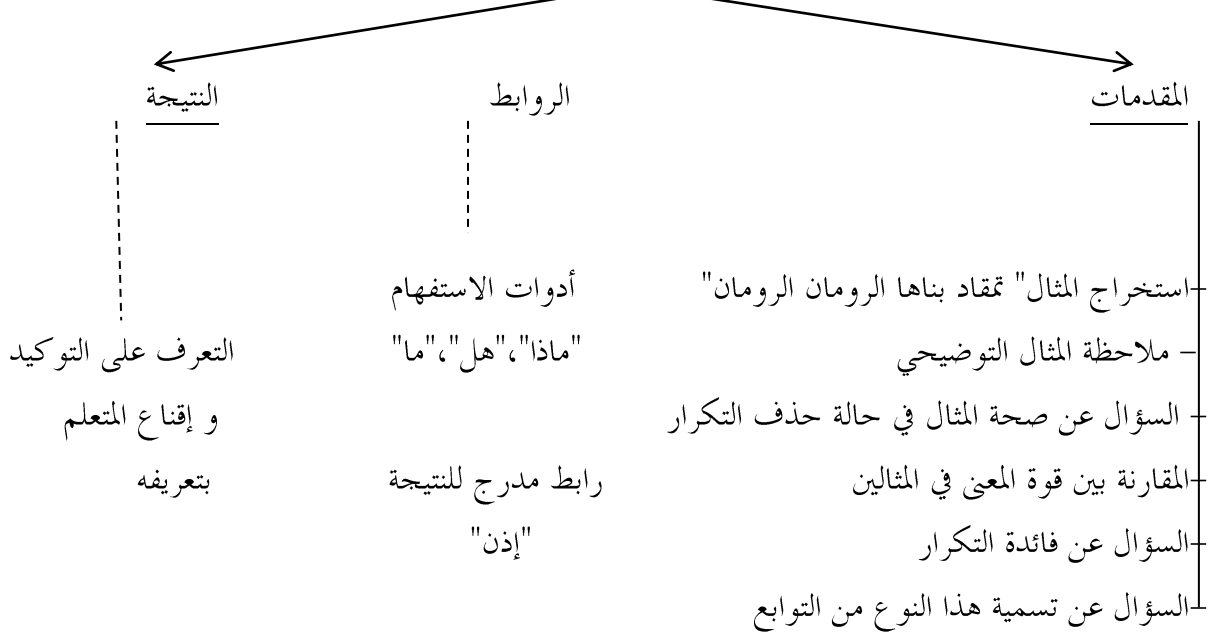 المقدمات
الروابط
النتيجة
استخراج المثال" تمقاد بناها الرومان الرومان"
– ملاحظة المثال التوضيحي
السؤال عن صحة المثال في حالة حذف التكرار
المقارنة بين قوة المعنى في المثالين
السؤال عن فائدة التكرار
السؤال عن تسمية هذا النوع من التوابع
أدوات الاستفهام
"ماذا"،"هل"،"ما"
رابط مدرج للنتيجة
"إذن"
التعرف على التوكيد
و إقناع المتعلم
بتعريفه